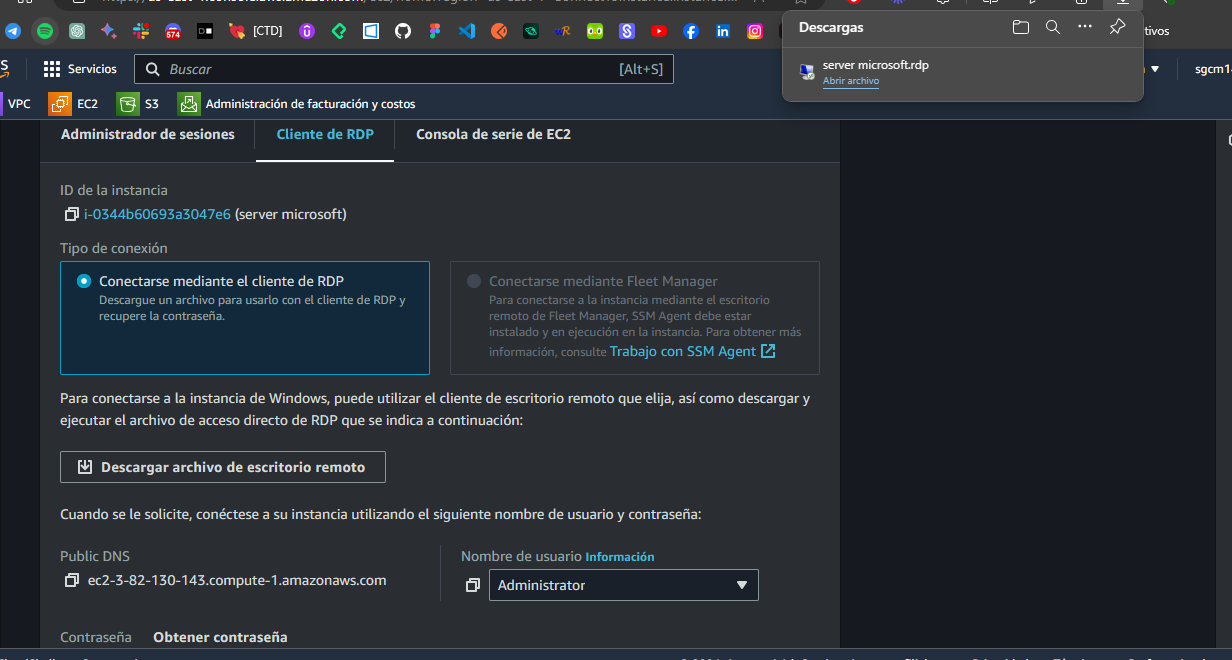 Descargas
server microsoft.rdp
Abrir archivo
574
[CTD]
Servicios
Buscar
[Alt+S]
VPC
EC2
S3
Administración de facturación y costos
Administrador de sesiones
Cliente de RDP
Consola de serie de EC2
ID de la instancia
i-0344b60693a3047e6 (server microsoft)
Tipo de conexión
Conectarse mediante el cliente de RDP
Descargue un archivo para usarlo con el cliente de RDP y
recupere la contraseña.
Conectarse mediante Fleet Manager
Para conectarse a la instancia mediante el escritorio
remoto de Fleet Manager, SSM Agent debe estar
instalado y en ejecución en la instancia. Para obtener más
información, consulte Trabajo con SSM Agent
Para conectarse a la instancia de Windows, puede utilizar el cliente de escritorio remoto que elija, así como descargar y
ejecutar el archivo de acceso directo de RDP que se indica a continuación:
Descargar archivo de escritorio remoto
Cuando se le solicite, conéctese a su instancia utilizando el siguiente nombre de usuario y contraseña:
Public DNS
ec2-3-82-130-143.compute-1.amazonaws.com
Nombre de usuario Información
Administrator
Contraseña
Obtener contraseña